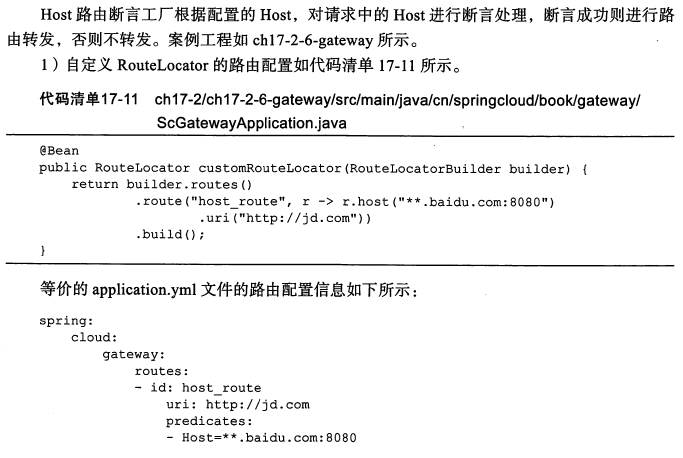 Host 路由断言工厂根据配置的 Host，对请求中的 Host 进行断言处理，断言成功则进行路
由转发，否则不转发。案例工程如 ch17-2-6-gateway 所示。
1）自定义 RouteLocator 的路由配置如代码清单 17-11 所示。
代码清单17-11 ch17-2/ch17-2-6-gateway/src/main/java/cn/springcloud/book/gateway/
ScGatewayApplication.java
@Bean
public RouteLocator customRouteLocator(RouteLocatorBuilder builder) {
    return builder.routes()
            .route("host_route", r -> r.host("**.baidu.com:8080")
                    .uri("http://jd.com"))
            .build();
}
等价的 application.yml 文件的路由配置信息如下所示：
spring:
    cloud:
        gateway:
            routes:
            - id: host_route
                uri: http://jd.com
                predicates:
                - Host=**.baidu.com:8080